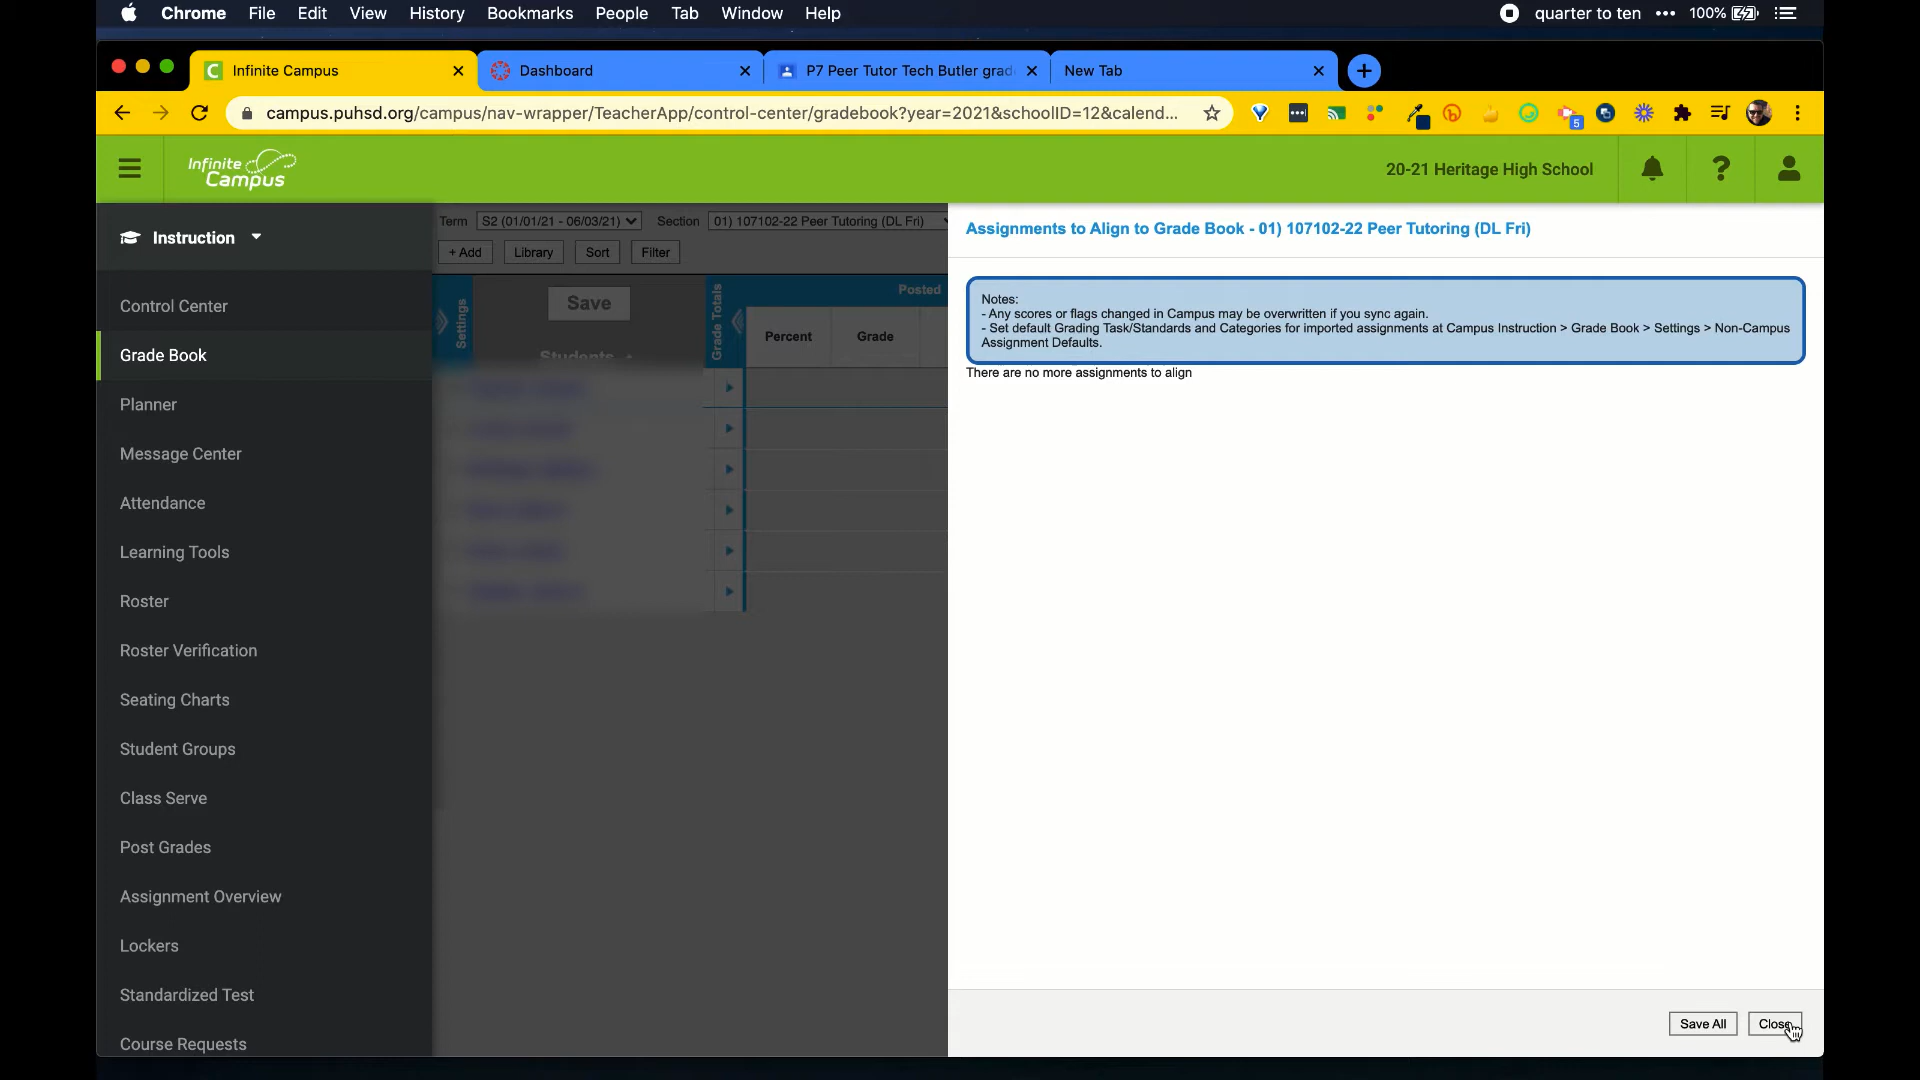 Chrome File Edit View History Bookmarks People Tab Window Help quarter to ten 100%
Infinite Campus Dashboard P7 Peer Tutor Tech Butler grad New Tab
campus.puhsd.org/campus/nav-wrapper/TeacherApp/control-center/gradebook?year=2021&schoolID=12&calend...
5
Infinite Campus
20-21 Heritage High School
?
Instruction
Control Center
Grade Book
Planner
Message Center
Attendance
Learning Tools
Roster
Roster Verification
Seating Charts
Student Groups
Class Serve
Post Grades
Assignment Overview
Lockers
Standardized Test
Course Requests
Term S2 (01/01/21 - 06/03/21) Section 01) 107102-22 Peer Tutoring (DL Fri)
+ Add Library Sort Filter
Settings
Save
Students
Grade Totals
Posted
Percent Grade
Assignments to Align to Grade Book - 01) 107102-22 Peer Tutoring (DL Fri)
Notes:
- Any scores or flags changed in Campus may be overwritten if you sync again.
- Set default Grading Task/Standards and Categories for imported assignments at Campus Instruction > Grade Book > Settings > Non-Campus
Assignment Defaults.
There are no more assignments to align
Save All Close